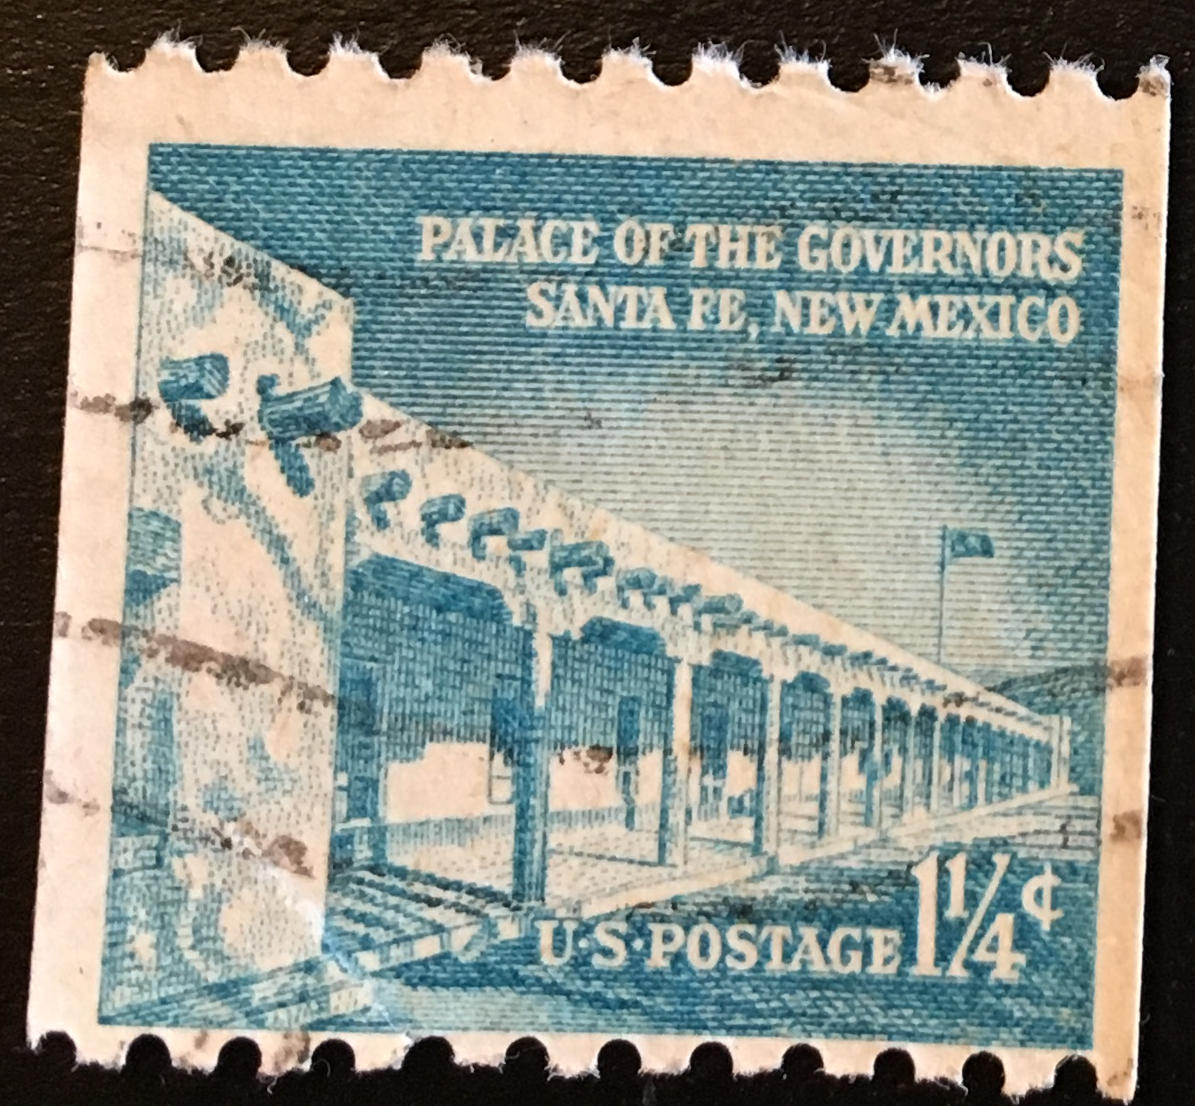 PALACE OF THE GOVERNORS
SANTA FE, NEW MEXICO
U·S·POSTAGE 1¼¢